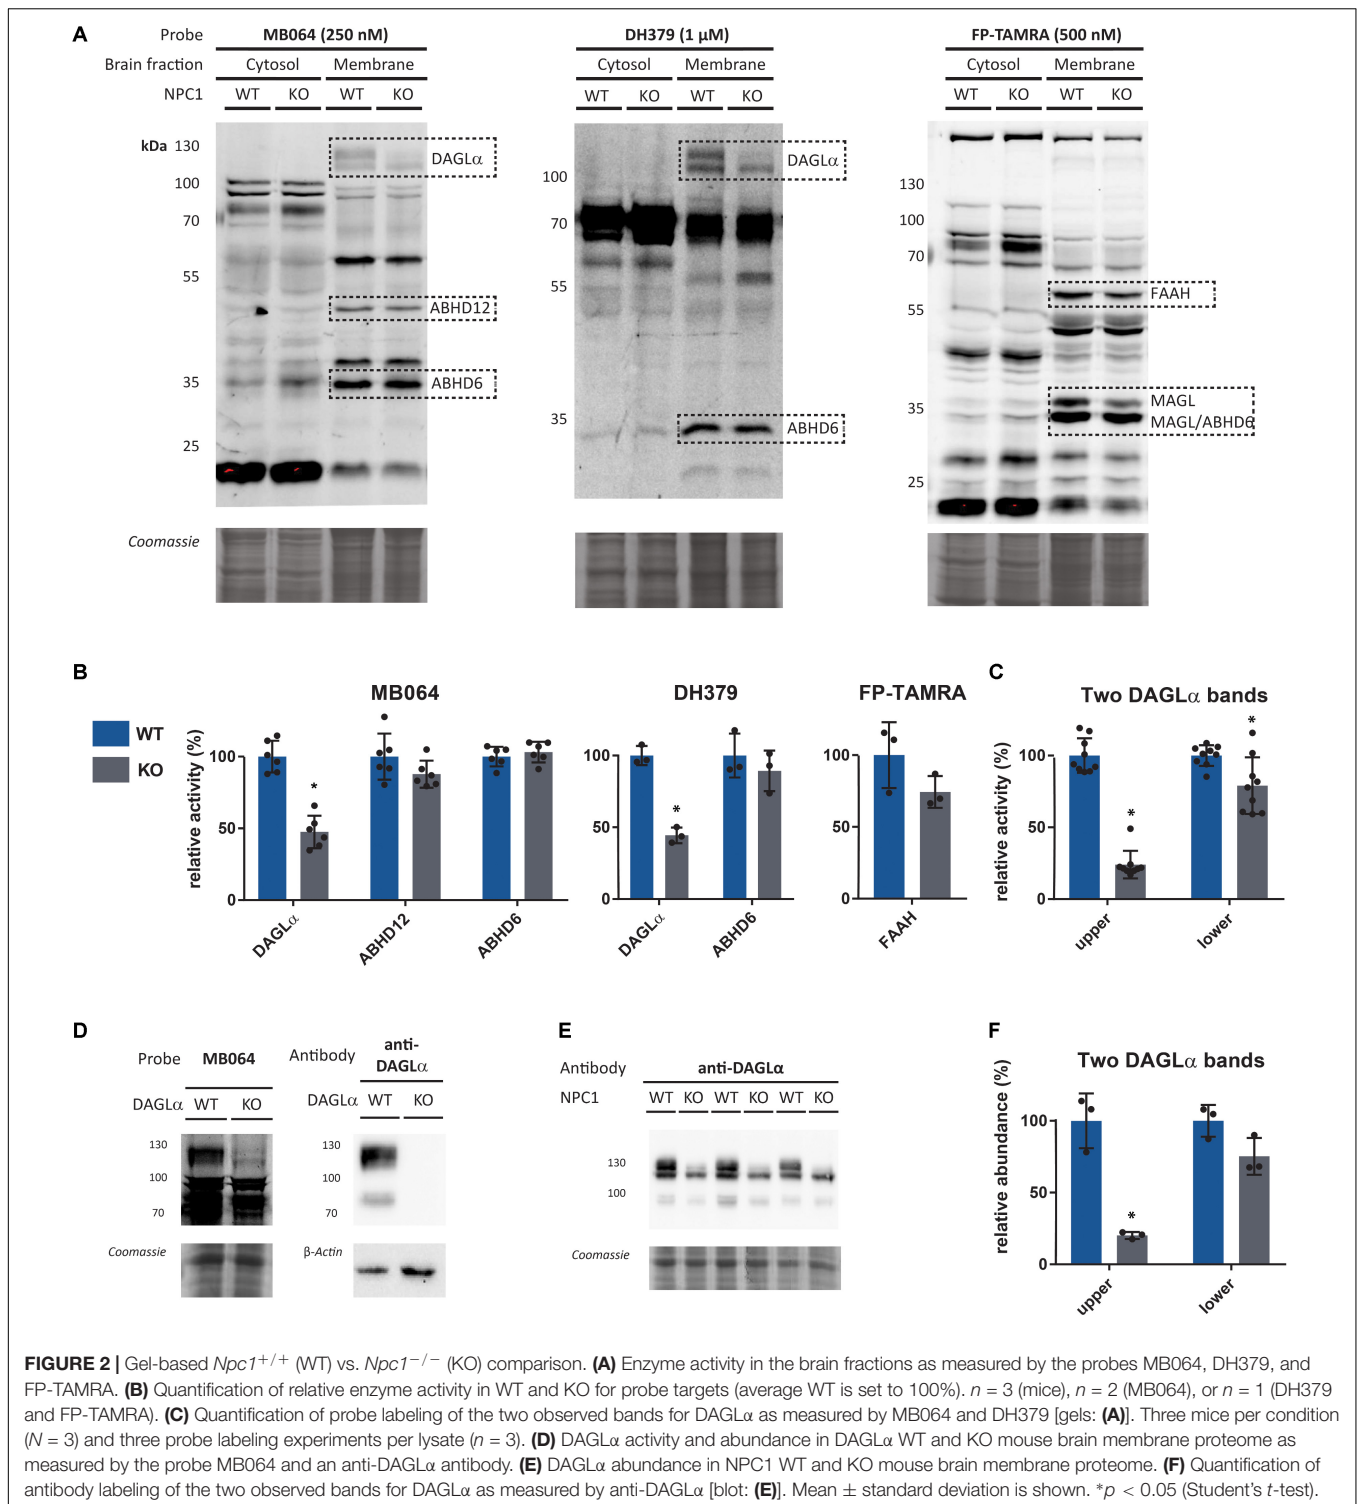 A
Probe MB064 (250 nM) DH379 (1 μM) FP-TAMRA (500 nM)
Brain fraction Cytosol Membrane Cytosol Membrane Cytosol Membrane
NPC1 WT KO WT KO WT KO WT KO WT KO WT KO
kDa 130
100
70
55
35
25
DAGLα
ABHD12
ABHD6
100
70
55
35
DAGLα
ABHD6
130
100
70
55
35
25
FAAH
MAGL
MAGL/ABHD6
Coomassie
B
WT
KO
MB064
relative activity (%)
100
50
0
DAGLα
ABHD12
ABHD6
*
DH379
100
50
0
DAGLα
ABHD6
*
FP-TAMRA
100
50
0
FAAH
C
Two DAGLα bands
relative activity (%)
100
50
0
upper
lower
*
*
D
Probe MB064
DAGLα WT KO
130
100
70
Coomassie
Antibody anti-
DAGLα
DAGLα WT KO
130
100
70
β-Actin
E
Antibody anti-DAGLα
NPC1 WT KO WT KO WT KO
130
100
Coomassie
F
Two DAGLα bands
relative abundance (%)
100
50
0
upper
lower
*
FIGURE 2 | Gel-based Npc1+/+ (WT) vs. Npc1−/− (KO) comparison. (A) Enzyme activity in the brain fractions as measured by the probes MB064, DH379, and
FP-TAMRA. (B) Quantification of relative enzyme activity in WT and KO for probe targets (average WT is set to 100%). n = 3 (mice), n = 2 (MB064), or n = 1 (DH379
and FP-TAMRA). (C) Quantification of probe labeling of the two observed bands for DAGLα as measured by MB064 and DH379 [gels: (A)]. Three mice per condition
(N = 3) and three probe labeling experiments per lysate (n = 3). (D) DAGLα activity and abundance in DAGLα WT and KO mouse brain membrane proteome as
measured by the probe MB064 and an anti-DAGLα antibody. (E) DAGLα abundance in NPC1 WT and KO mouse brain membrane proteome. (F) Quantification of
antibody labeling of the two observed bands for DAGLα as measured by anti-DAGLα [blot: (E)]. Mean ± standard deviation is shown. *p < 0.05 (Student's t-test).